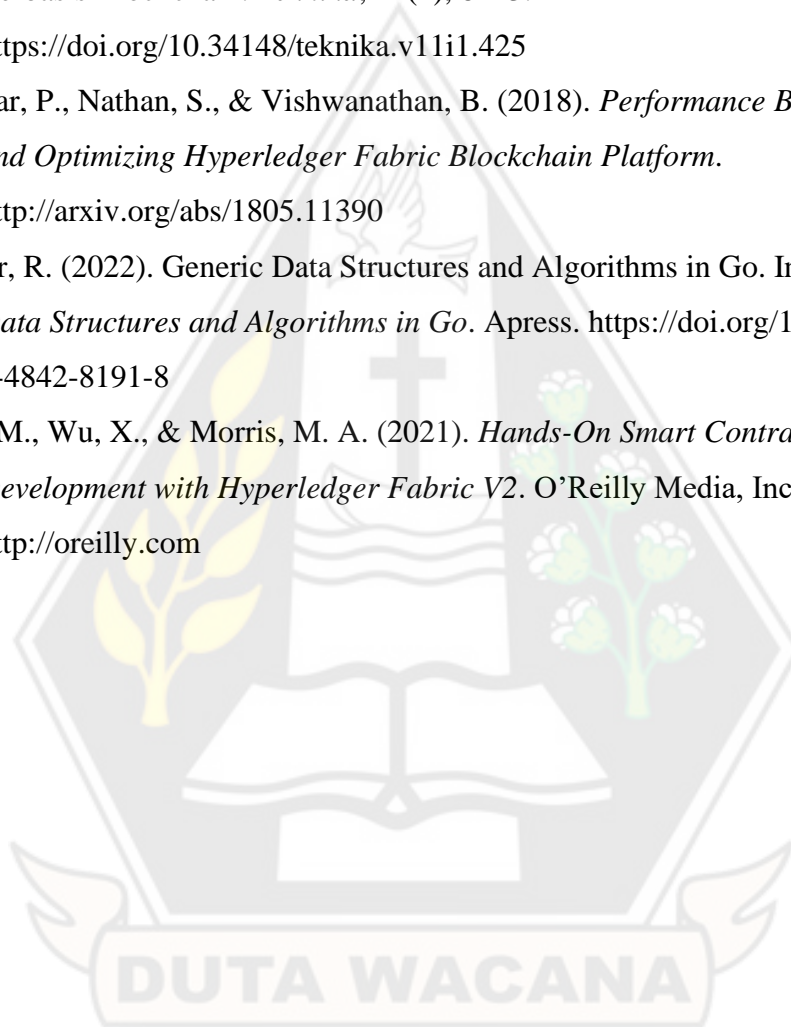 https://doi.org/10.34148/teknika.v11i1.425
ar, P., Nathan, S., & Vishwanathan, B. (2018). Performance B
nd Optimizing Hyperledger Fabric Blockchain Platform.
ttp://arxiv.org/abs/1805.11390
r, R. (2022). Generic Data Structures and Algorithms in Go. In
ata Structures and Algorithms in Go. Apress. https://doi.org/1
-4842-8191-8
M., Wu, X., & Morris, M. A. (2021). Hands-On Smart Contra
evelopment with Hyperledger Fabric V2. O’Reilly Media, Inc
ttp://oreilly.com
DUTA WACANA